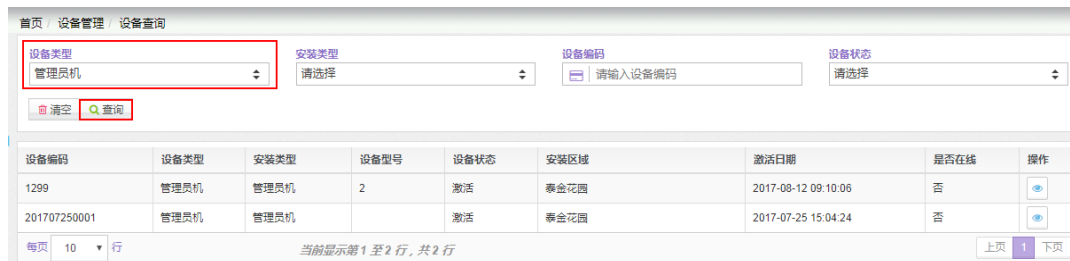 首页 / 设备管理 / 设备查询
设备类型 安装类型 设备编码 设备状态
管理员机 请选择 请输入设备编码 请选择
清空 查询
设备编码 设备类型 安装类型 设备型号 设备状态 安装区域 激活日期 是否在线 操作
1299 管理员机 管理员机 2 激活 泰金花园 2017-08-12 09:10:06 否
201707250001 管理员机 管理员机 激活 泰金花园 2017-07-25 15:04:24 否
每页 10 行 当前显示第 1 至 2 行 , 共 2 行 上页 1 下页